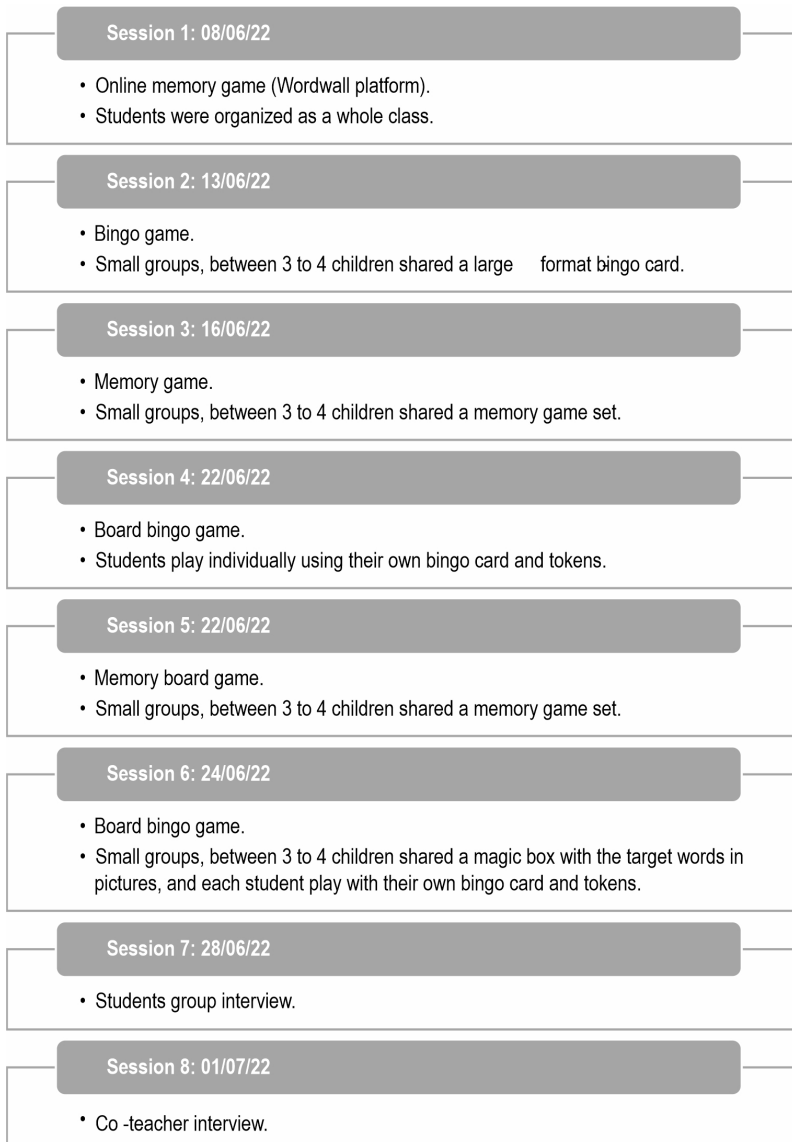 Session 1: 08/06/22
• Online memory game (Wordwall platform).
• Students were organized as a whole class.
Session 2: 13/06/22
• Bingo game.
• Small groups, between 3 to 4 children shared a large format bingo card.
Session 3: 16/06/22
• Memory game.
• Small groups, between 3 to 4 children shared a memory game set.
Session 4: 22/06/22
• Board bingo game.
• Students play individually using their own bingo card and tokens.
Session 5: 22/06/22
• Memory board game.
• Small groups, between 3 to 4 children shared a memory game set.
Session 6: 24/06/22
• Board bingo game.
• Small groups, between 3 to 4 children shared a magic box with the target words in
pictures, and each student play with their own bingo card and tokens.
Session 7: 28/06/22
• Students group interview.
Session 8: 01/07/22
• Co -teacher interview.